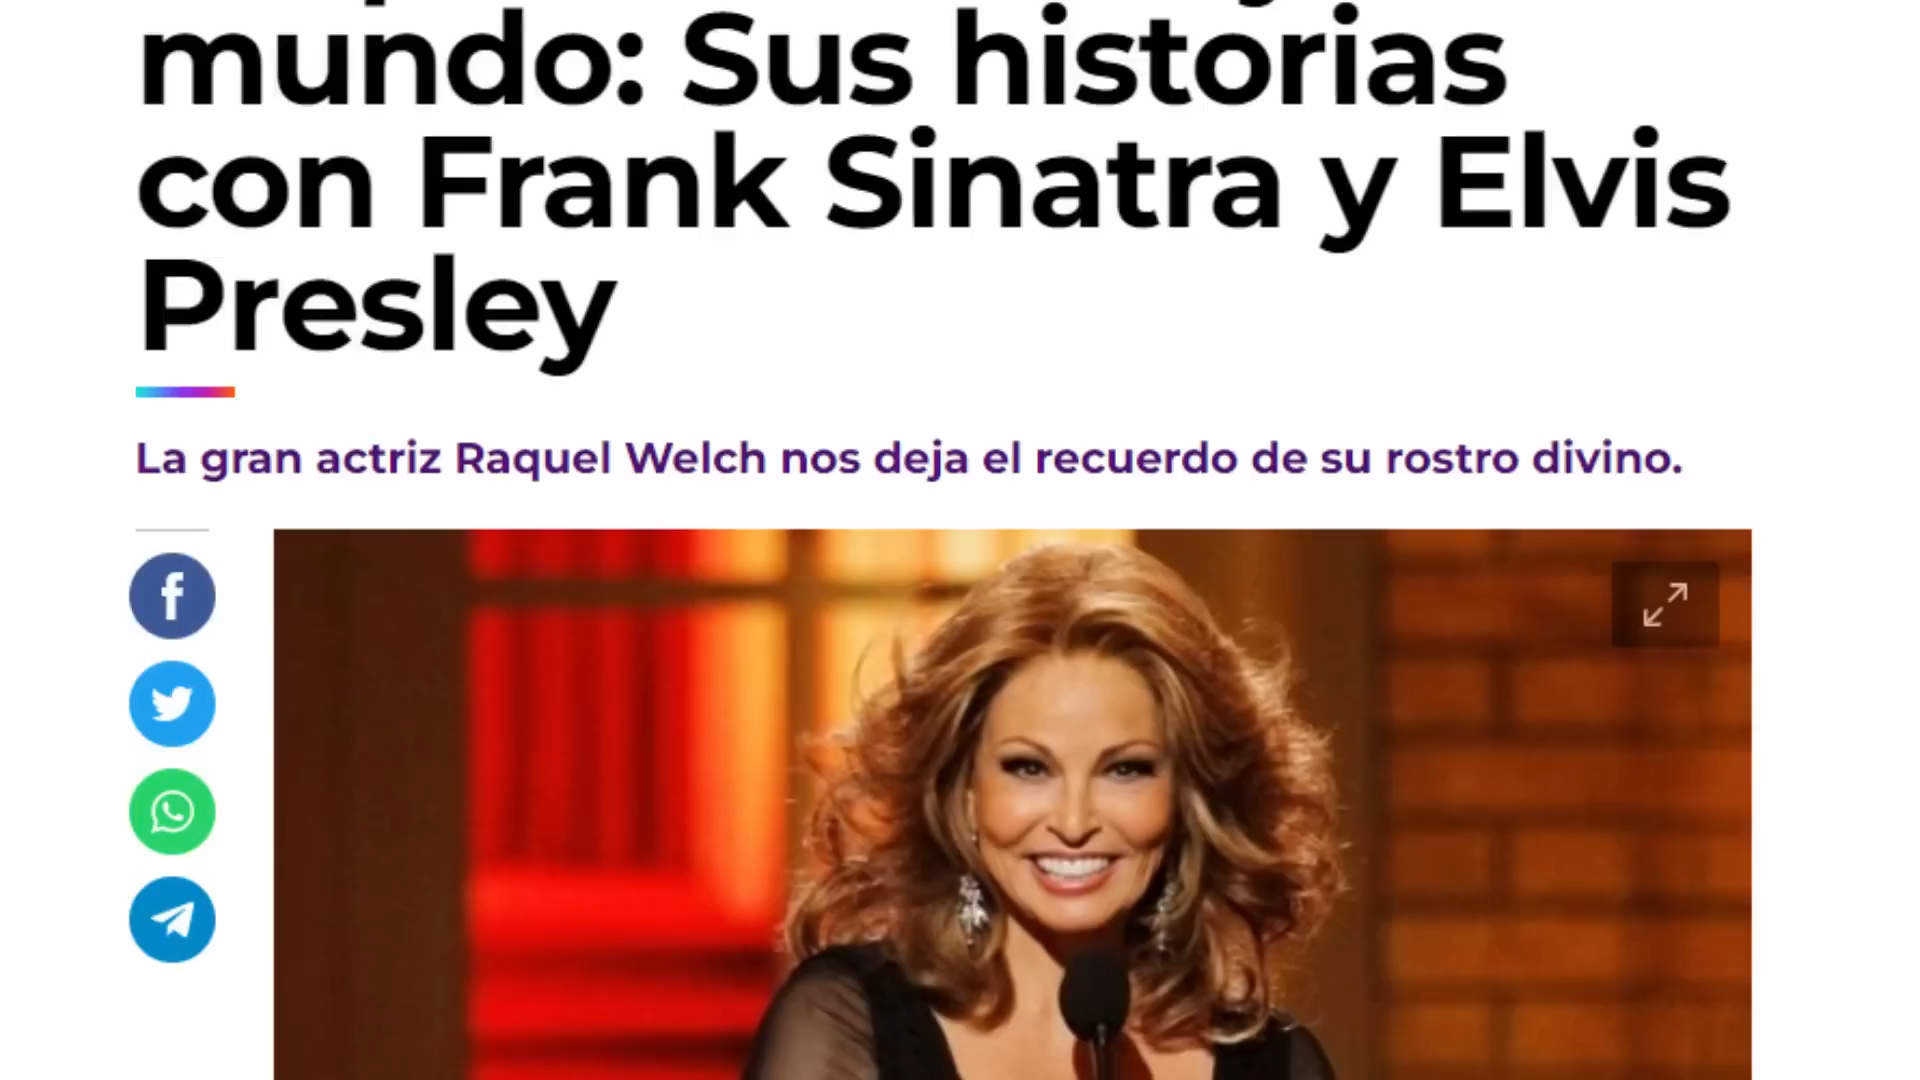 mundo: Sus historias
con Frank Sinatra y Elvis
Presley
La gran actriz Raquel Welch nos deja el recuerdo de su rostro divino.